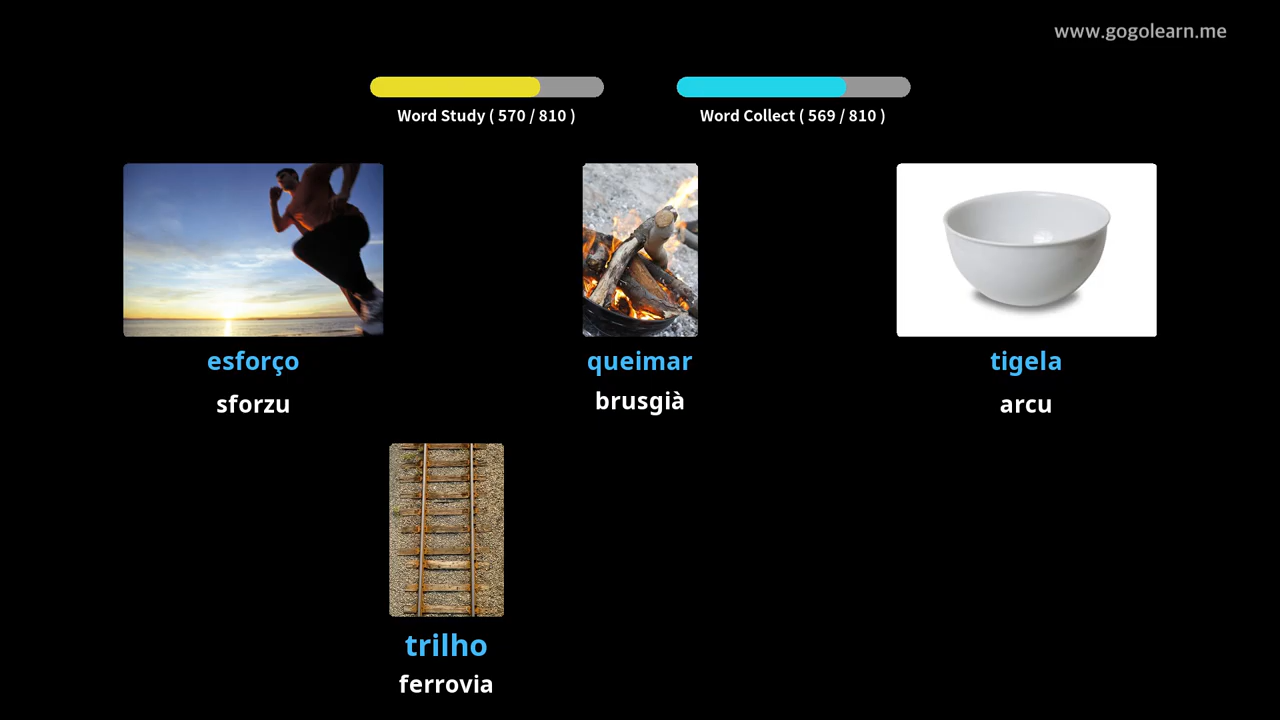 www.gogolearn.me
Word Study ( 570 / 810 )
Word Collect ( 569 / 810 )
esforço
sforzu
queimar
brusgià
tigela
arcu
trilho
ferrovia